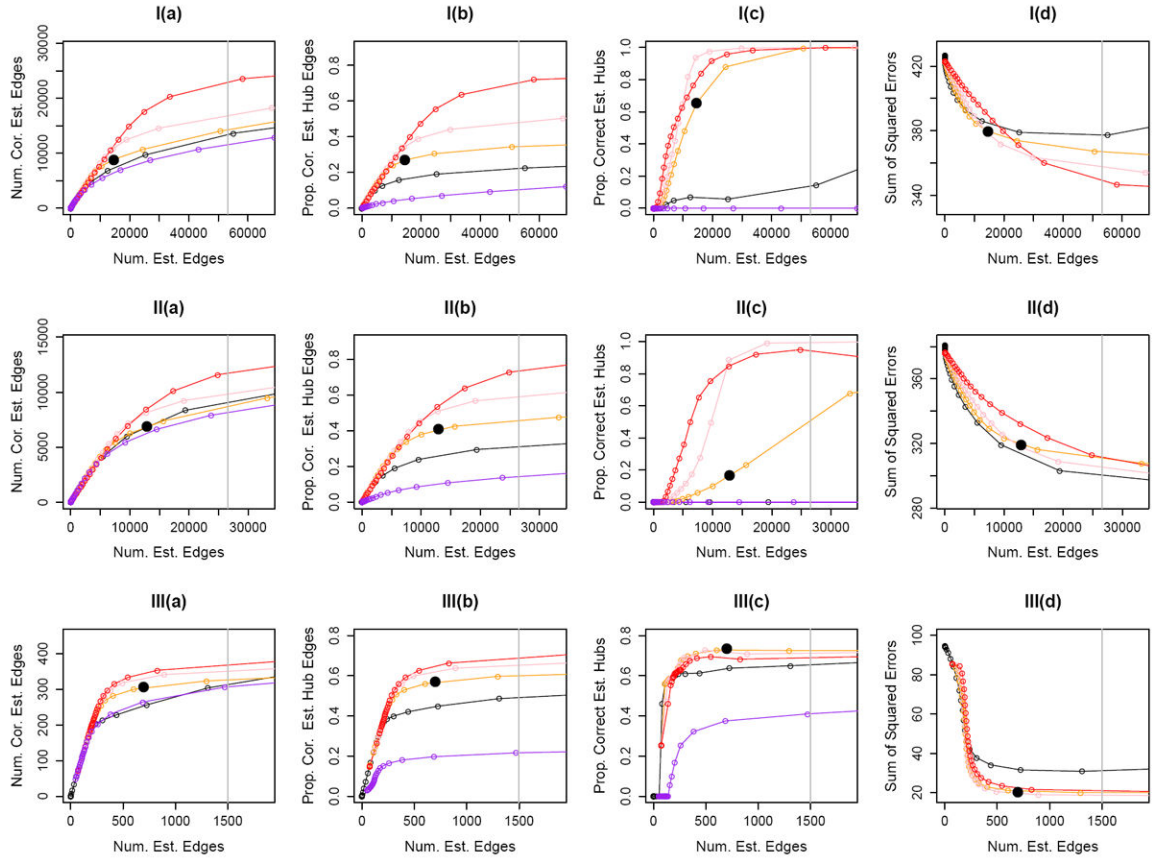 I(a)
Num. Cor. Est. Edges
0 10000 20000 30000
0 20000 40000 60000
Num. Est. Edges
I(b)
Prop. Cor. Est. Hub Edges
0.0 0.2 0.4 0.6 0.8
0 20000 40000 60000
Num. Est. Edges
I(c)
Prop. Correct Est. Hubs
0.0 0.2 0.4 0.6 0.8 1.0
0 20000 40000 60000
Num. Est. Edges
I(d)
Sum of Squared Errors
340 380 420
0 20000 40000 60000
Num. Est. Edges
II(a)
Num. Cor. Est. Edges
0 5000 10000 15000
0 10000 20000 30000
Num. Est. Edges
II(b)
Prop. Cor. Est. Hub Edges
0.0 0.2 0.4 0.6 0.8
0 10000 20000 30000
Num. Est. Edges
II(c)
Prop. Correct Est. Hubs
0.0 0.2 0.4 0.6 0.8 1.0
0 10000 20000 30000
Num. Est. Edges
II(d)
Sum of Squared Errors
280 320 360
0 10000 20000 30000
Num. Est. Edges
III(a)
Num. Cor. Est. Edges
0 100 200 300 400
0 500 1000 1500
Num. Est. Edges
III(b)
Prop. Cor. Est. Hub Edges
0.0 0.2 0.4 0.6 0.8
0 500 1000 1500
Num. Est. Edges
III(c)
Prop. Correct Est. Hubs
0.0 0.2 0.4 0.6 0.8
0 500 1000 1500
Num. Est. Edges
III(d)
Sum of Squared Errors
20 40 60 80 100
0 500 1000 1500
Num. Est. Edges